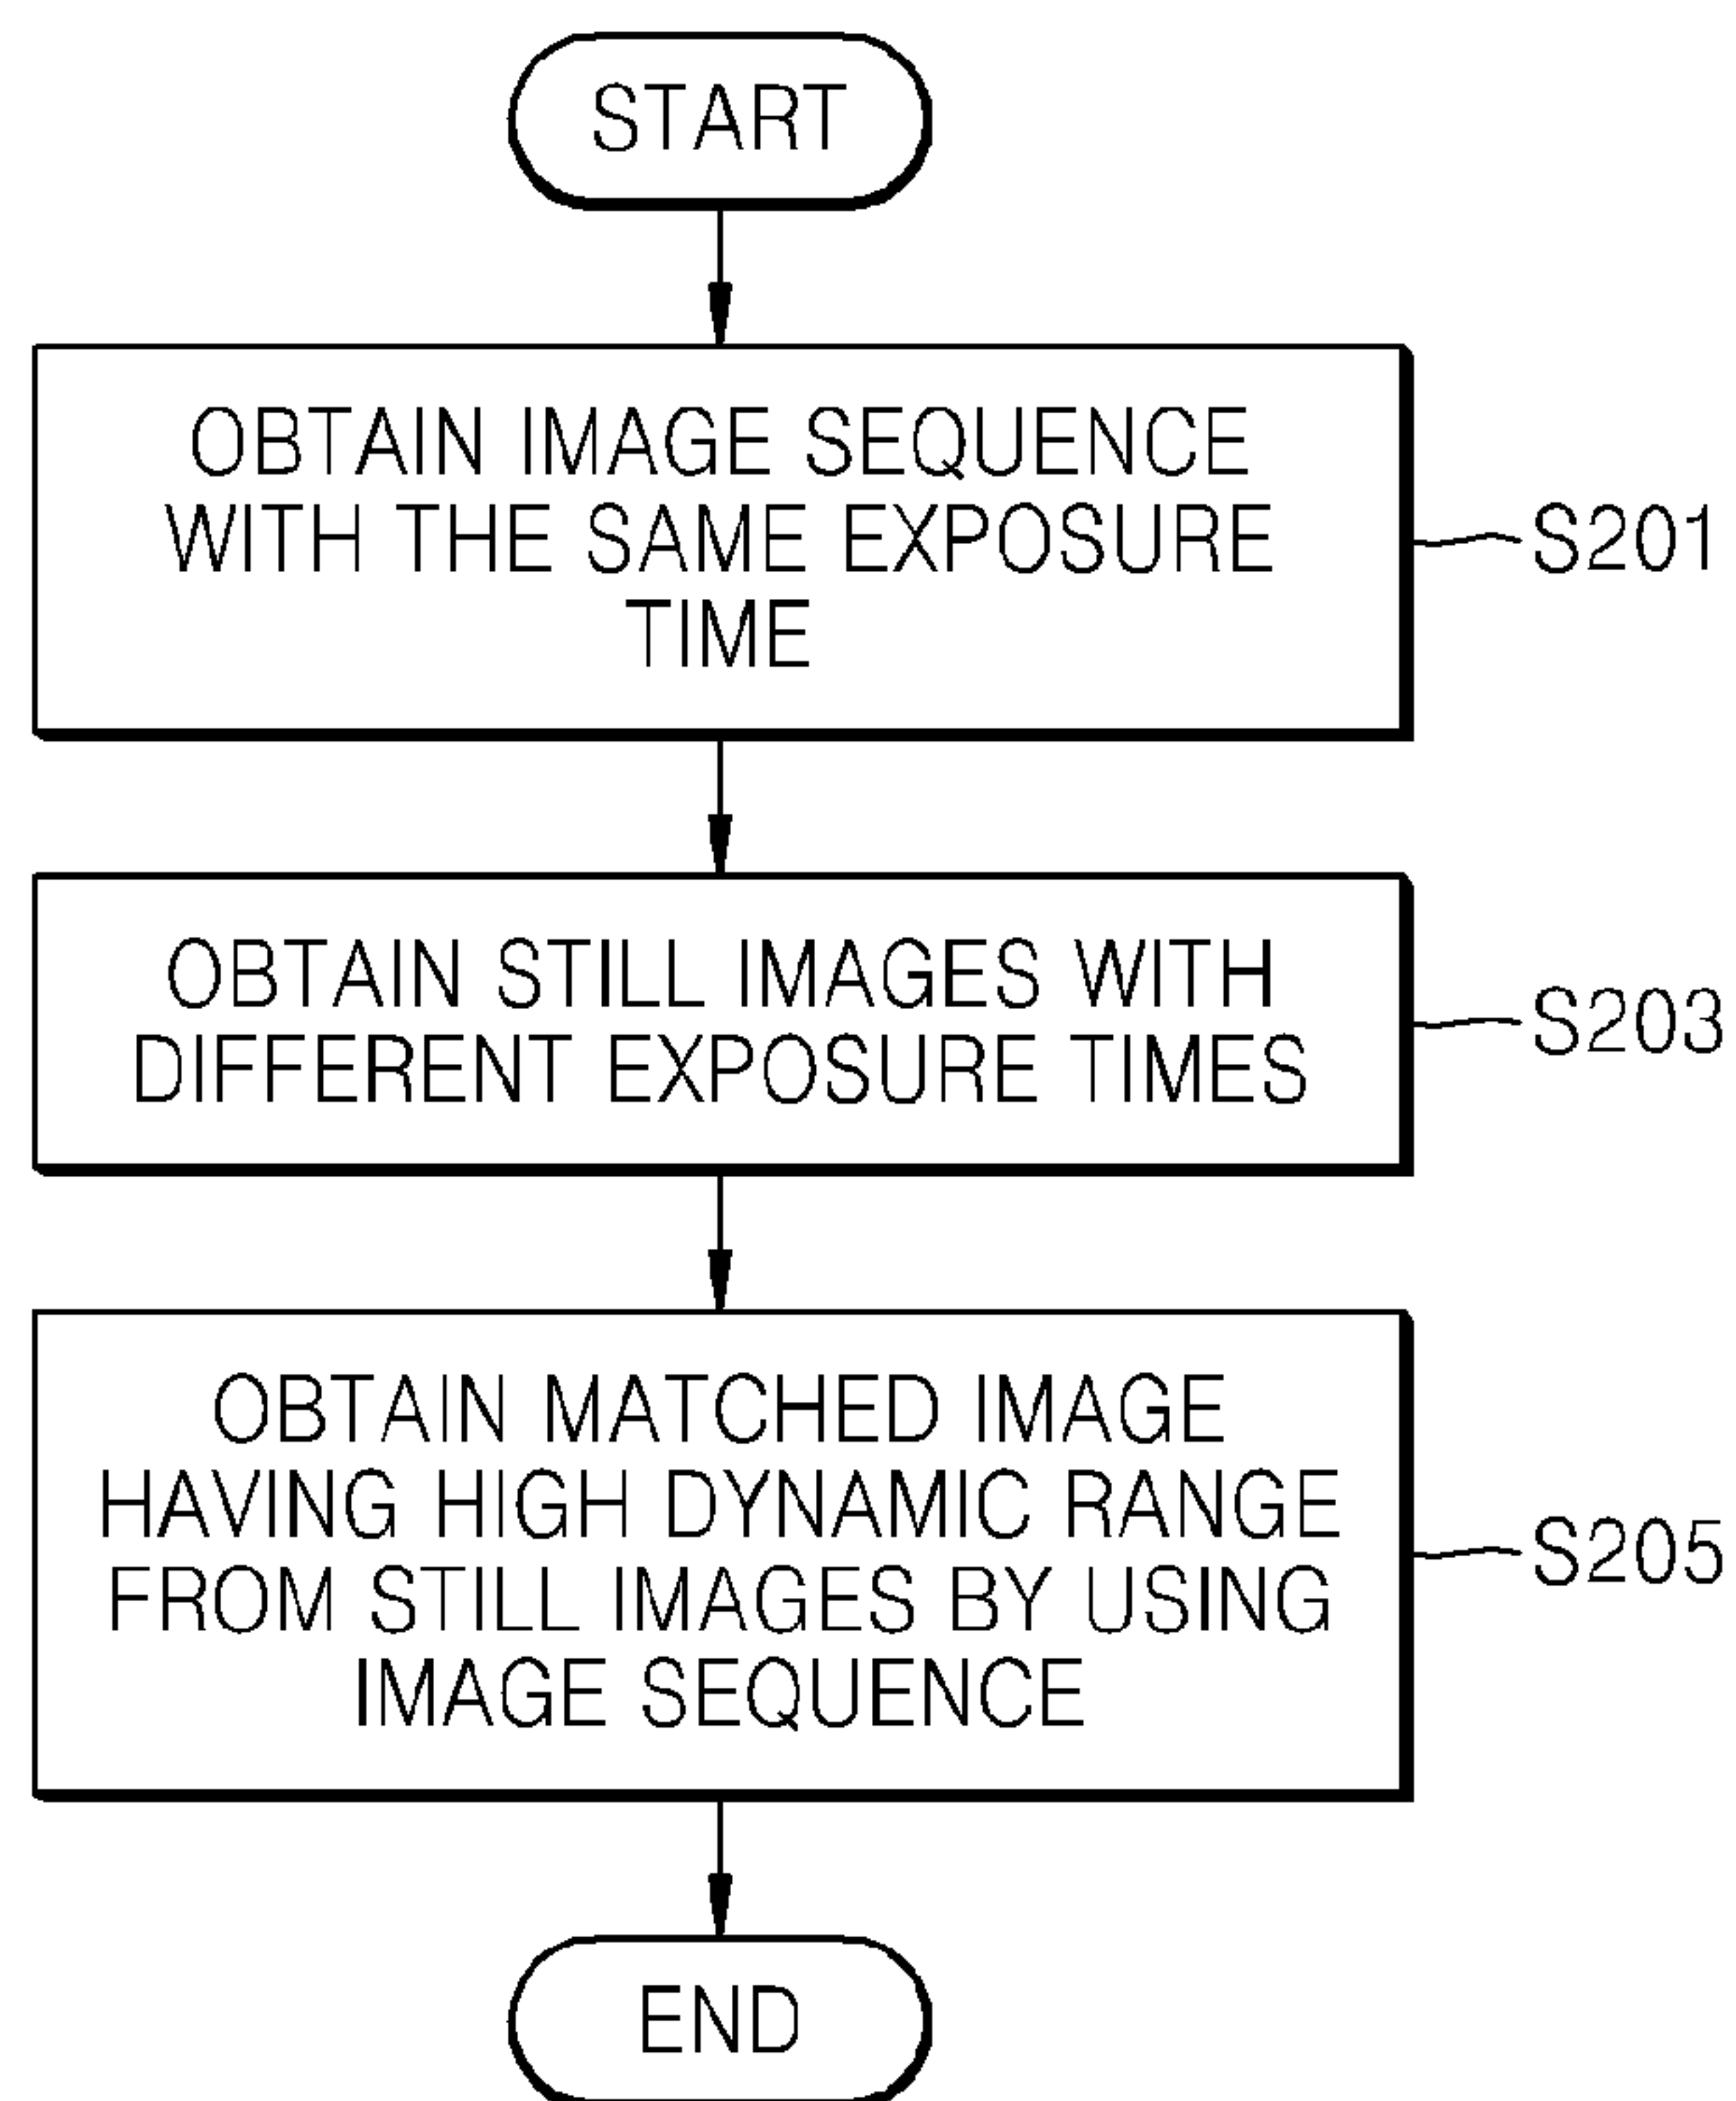 START
OBTAIN IMAGE SEQUENCE
WITH THE SAME EXPOSURE
TIME
S201
OBTAIN STILL IMAGES WITH
DIFFERENT EXPOSURE TIMES
S203
OBTAIN MATCHED IMAGE
HAVING HIGH DYNAMIC RANGE
FROM STILL IMAGES BY USING
IMAGE SEQUENCE
S205
END